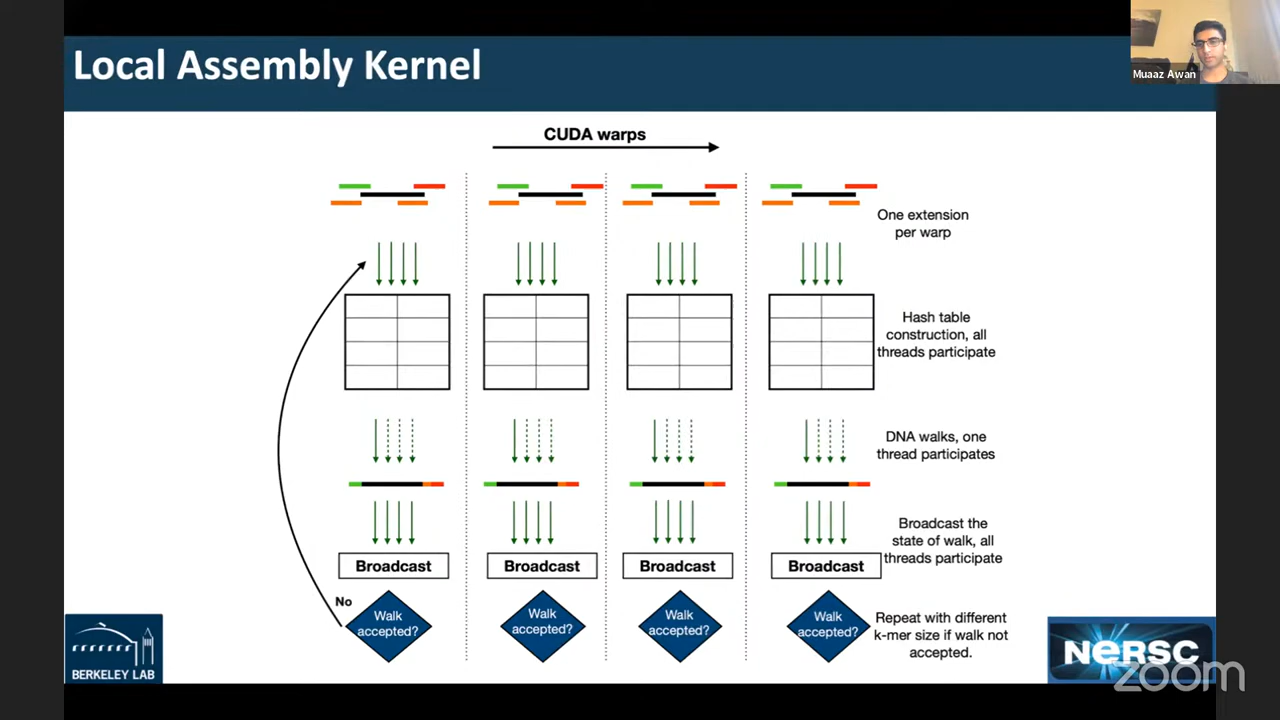 Local Assembly Kernel
Muaaz Awan
CUDA warps
One extension
per warp
Hash table
construction, all
threads participate
DNA walks, one
thread participates
Broadcast the
state of walk, all
threads participate
Broadcast
Broadcast
Broadcast
Broadcast
No
Walk
accepted?
Walk
accepted?
Walk
accepted?
Walk
accepted?
Repeat with different
k-mer size if walk not
accepted.
BERKELEY LAB
NERSC
zoom